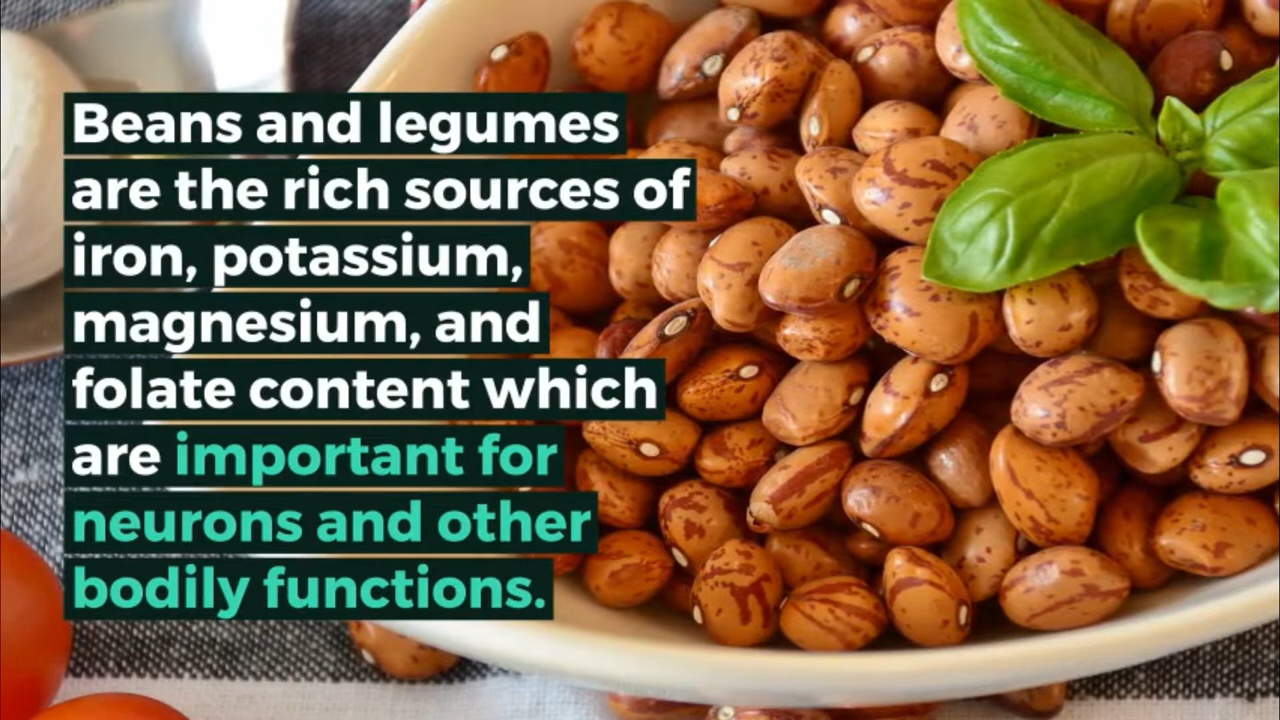 Beans and legumes
are the rich sources of
iron, potassium,
magnesium, and
folate content which
are important for
neurons and other
bodily functions.